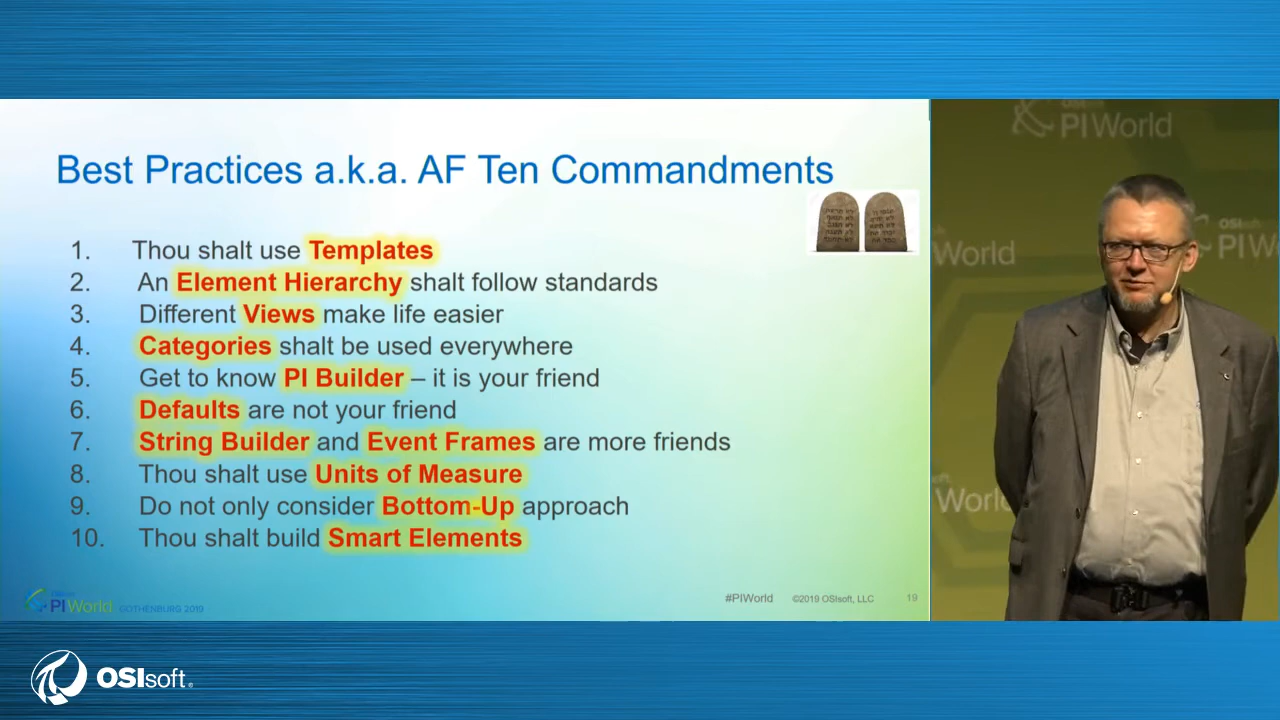 Best Practices a.k.a. AF Ten Commandments
1. Thou shalt use Templates
2. An Element Hierarchy shalt follow standards
3. Different Views make life easier
4. Categories shalt be used everywhere
5. Get to know PI Builder – it is your friend
6. Defaults are not your friend
7. String Builder and Event Frames are more friends
8. Thou shalt use Units of Measure
9. Do not only consider Bottom-Up approach
10. Thou shalt build Smart Elements
PI World GOTHENBURG 2019
#PIWorld ©2019 OSIsoft, LLC 19
PI World
World
OSIsoft
PI W
World
OSIsoft.